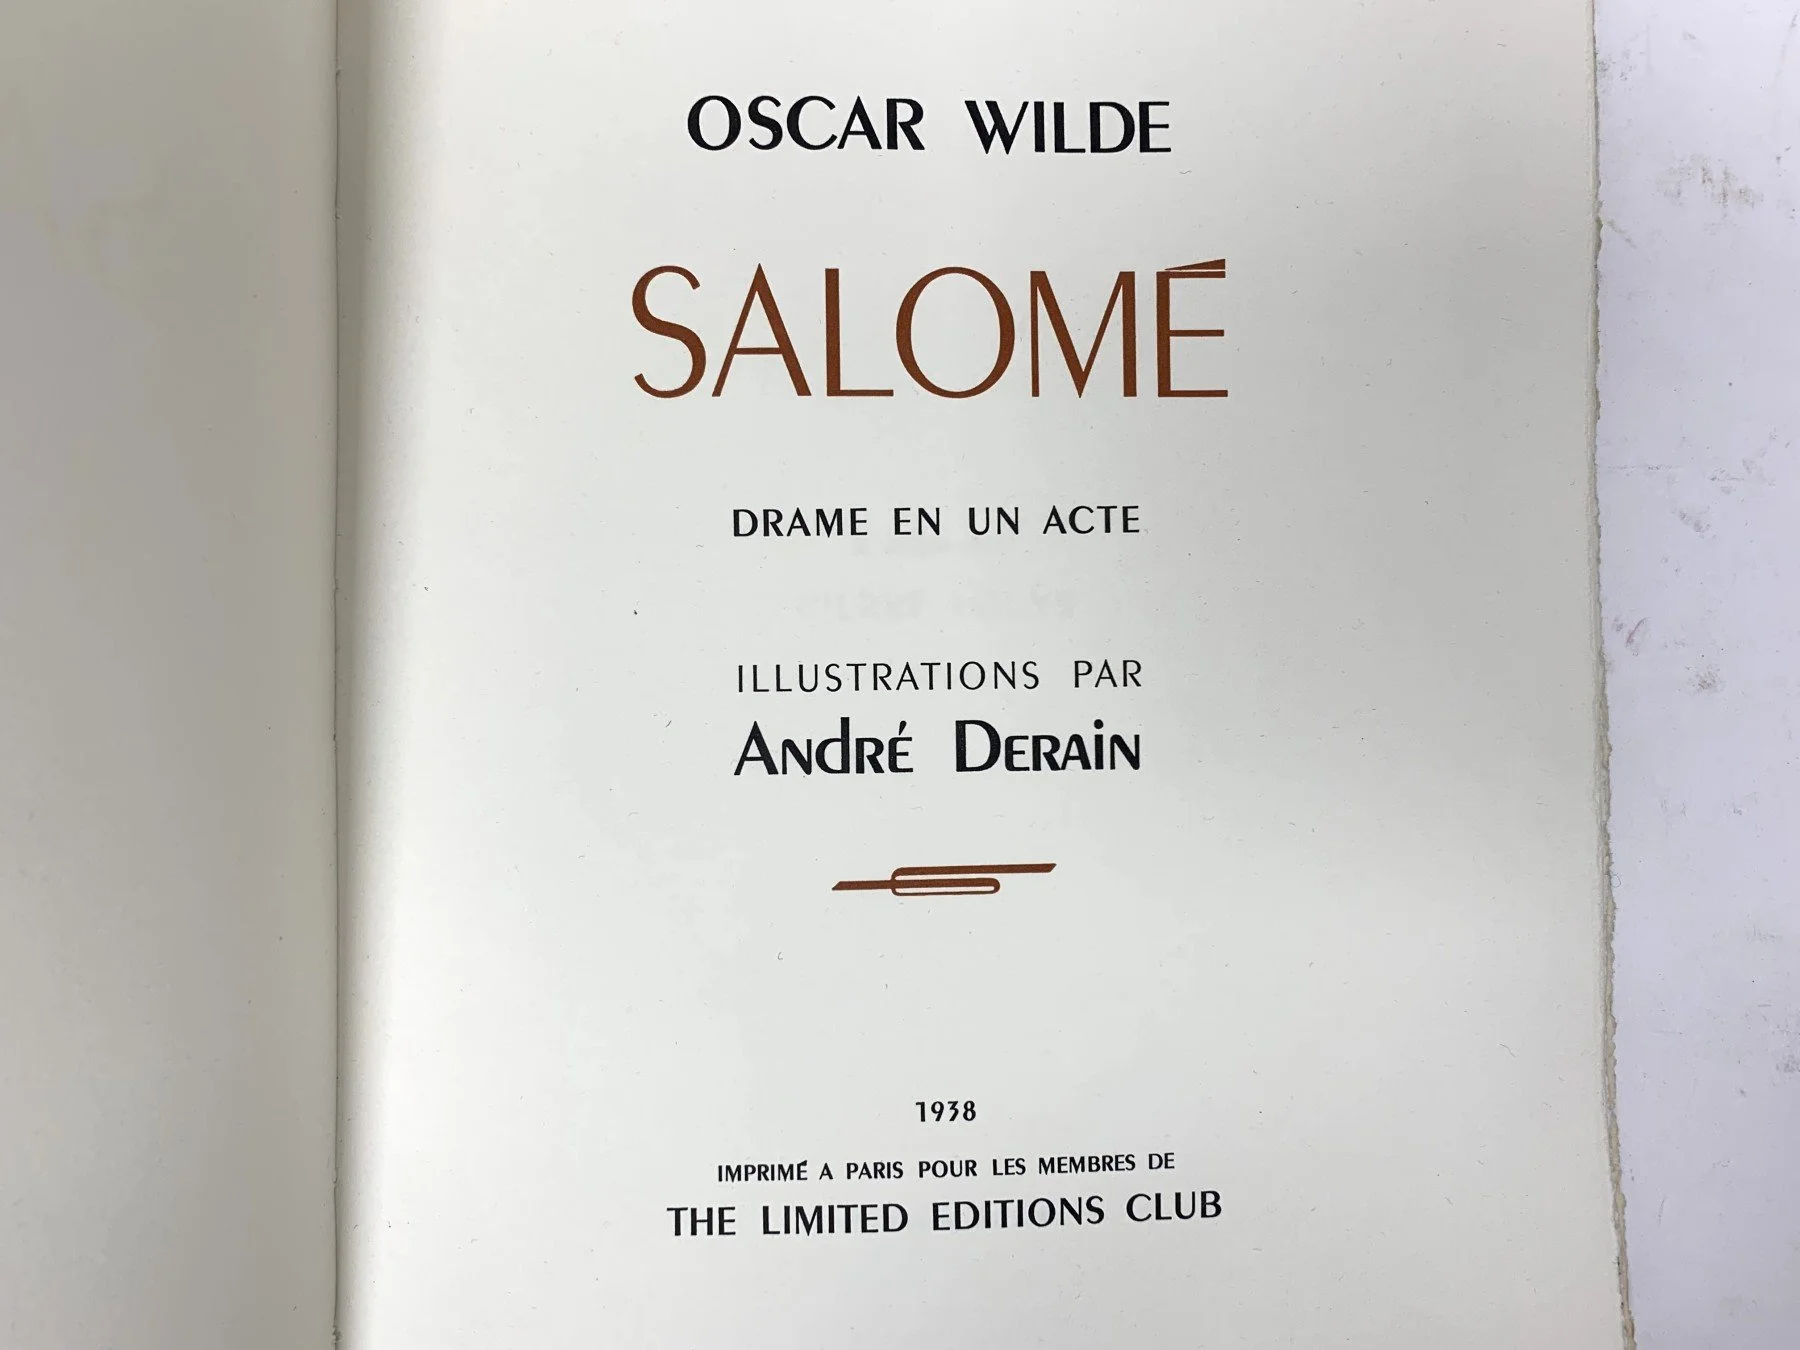 OSCAR WILDE
SALOMÉ
DRAME EN UN ACTE
ILLUSTRATIONS PAR
ANdRÉ DERAiN
1938
IMPRIMÉ A PARIS POUR LES MEMBRES DE
THE LIMITED EDITIONS CLUB